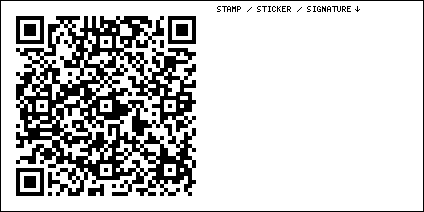 STAMP / STICKER / SIGNATURE ↓